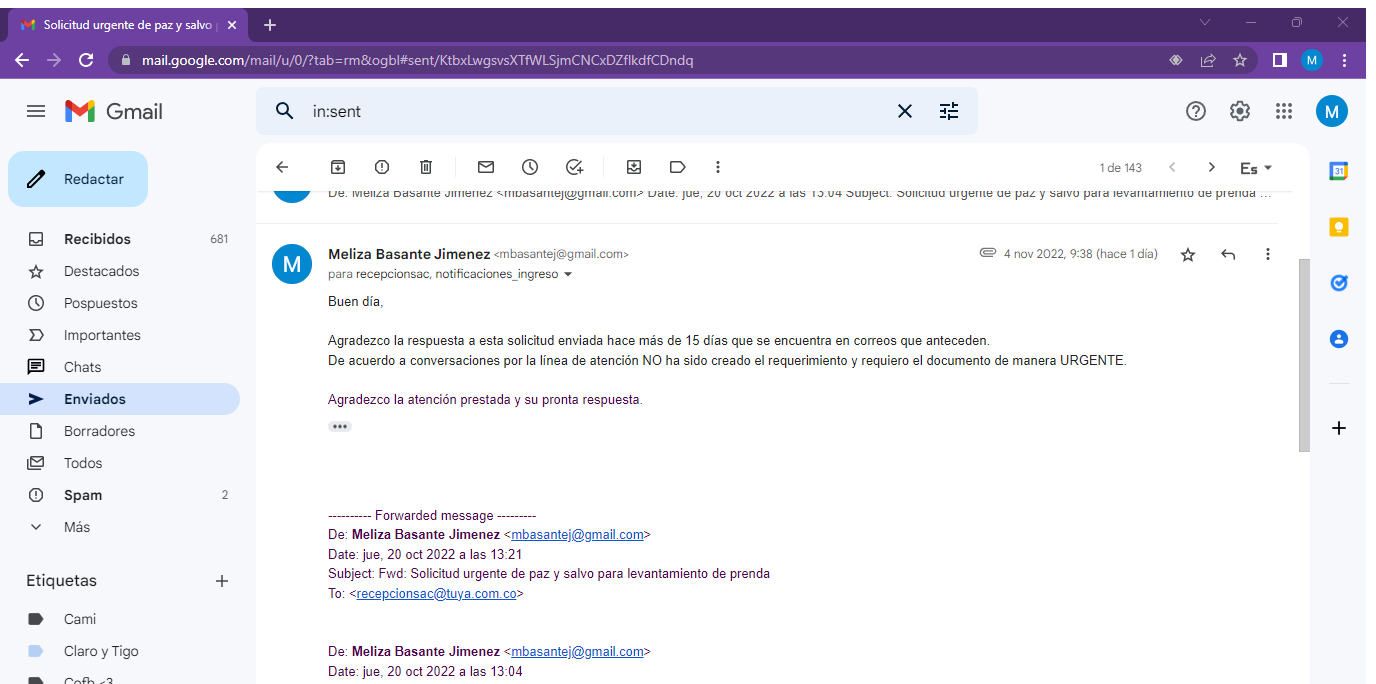 Solicitud urgente de paz y salvo
mail.google.com/mail/u/0/?tab=rm&ogbl#sent/KtbxLwgsvsXTfWLSjmCNCxDZflkdfCDndq
M
Gmail
in:sent
M
Redactar
1 de 143
Es
De: Meliza Basante Jimenez <mbasantej@gmail.com> Date: jue, 20 oct 2022 a las 13:04 Subject: Solicitud urgente de paz y salvo para levantamiento de prenda ...
31
Recibidos 681
Destacados
Pospuestos
Importantes
Chats
Enviados
Borradores
Todos
Spam 2
Más
Etiquetas
Cami
Claro y Tigo
Cofb <3
M
Meliza Basante Jimenez <mbasantej@gmail.com>
4 nov 2022, 9:38 (hace 1 día)
para recepcionsac, notificaciones_ingreso
Buen día,
Agradezco la respuesta a esta solicitud enviada hace más de 15 días que se encuentra en correos que anteceden.
De acuerdo a conversaciones por la línea de atención NO ha sido creado el requerimiento y requiero el documento de manera URGENTE.
Agradezco la atención prestada y su pronta respuesta.
---------- Forwarded message ---------
De: Meliza Basante Jimenez <mbasantej@gmail.com>
Date: jue, 20 oct 2022 a las 13:21
Subject: Fwd: Solicitud urgente de paz y salvo para levantamiento de prenda
To: <recepcionsac@tuya.com.co>
De: Meliza Basante Jimenez <mbasantej@gmail.com>
Date: jue, 20 oct 2022 a las 13:04